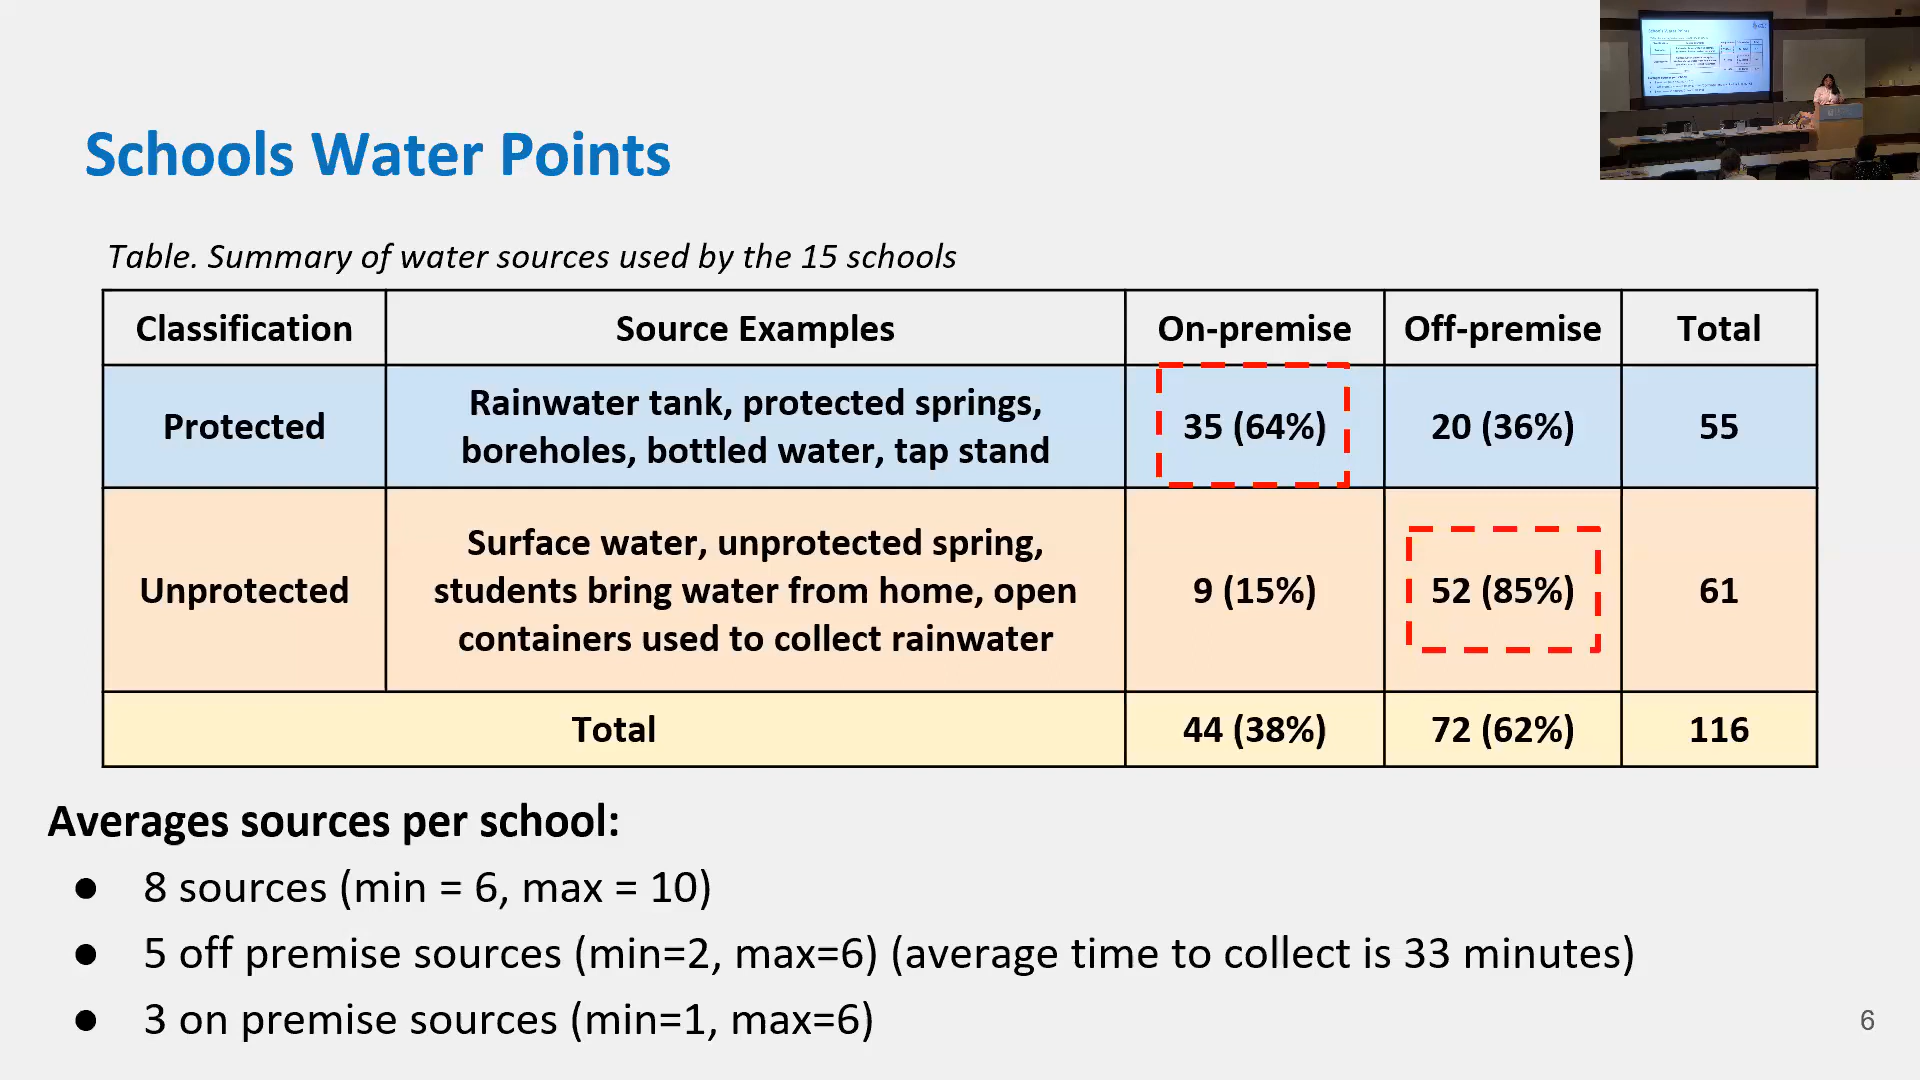 Schools Water Points
Table. Summary of water sources used by the 15 schools
Classification Source Examples On-premise Off-premise Total
Protected Rainwater tank, protected springs, boreholes, bottled water, tap stand 35 (64%) 20 (36%) 55
Unprotected Surface water, unprotected spring, students bring water from home, open containers used to collect rainwater 9 (15%) 52 (85%) 61
Total 44 (38%) 72 (62%) 116
Averages sources per school:
● 8 sources (min = 6, max = 10)
● 5 off premise sources (min=2, max=6) (average time to collect is 33 minutes)
● 3 on premise sources (min=1, max=6)
6